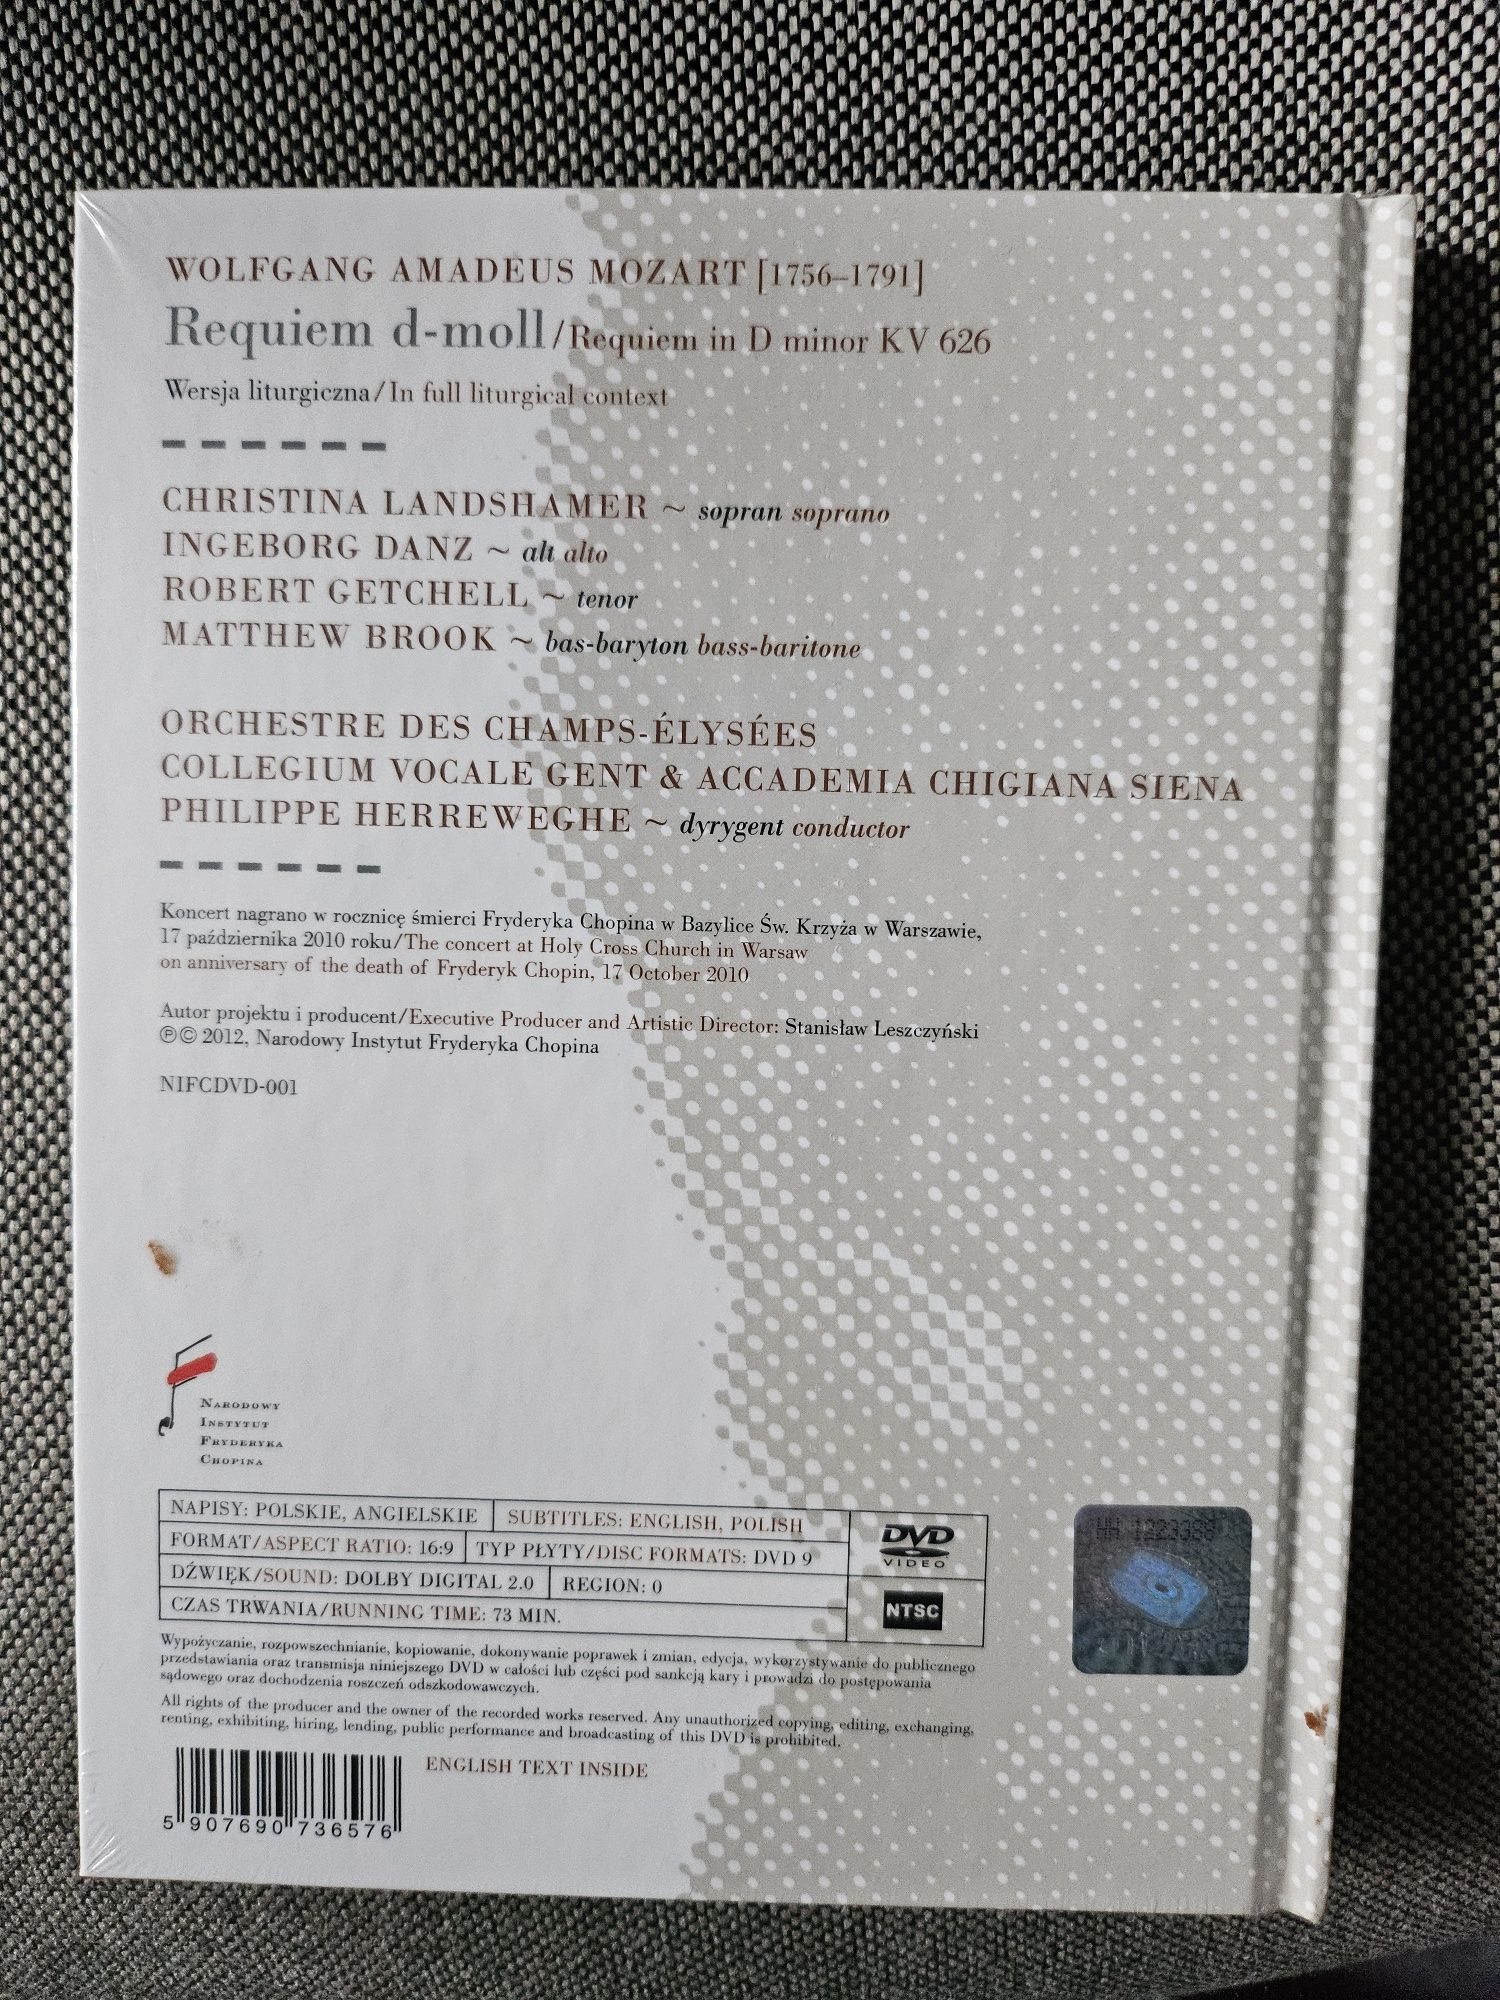 WOLFGANG AMADEUS MOZART [1756–1791]
Requiem d-moll/Requiem in D minor KV 626
Wersja liturgiczna/In full liturgical context
CHRISTINA LANDSHAMER ~ sopran soprano
INGEBORG DANZ ~ alt alto
ROBERT GETCHELL ~ tenor
MATTHEW BROOK ~ bas-baryton bass-baritone
ORCHESTRE DES CHAMPS-ÉLYSÉES
COLLEGIUM VOCALE GENT & ACCADEMIA CHIGIANA SIENA
PHILIPPE HERREWEGHE ~ dyrygent conductor
Koncert nagrano w rocznicę śmierci Fryderyka Chopina w Bazylice Św. Krzyża w Warszawie,
17 października 2010 roku/The concert at Holy Cross Church in Warsaw
on anniversary of the death of Fryderyk Chopin, 17 October 2010
Autor projektu i producent/Executive Producer and Artistic Director: Stanisław Leszczyński
℗© 2012, Narodowy Instytut Fryderyka Chopina
NIFCDVD-001
NARODOWY
INSTYTUT
FRYDERYKA
CHOPINA
NAPISY: POLSKIE, ANGIELSKIE SUBTITLES: ENGLISH, POLISH
FORMAT/ASPECT RATIO: 16:9 TYP PŁYTY/DISC FORMATS: DVD 9
DŹWIĘK/SOUND: DOLBY DIGITAL 2.0 REGION: 0
CZAS TRWANIA/RUNNING TIME: 73 MIN.
DVD
VIDEO
NTSC
HH 1223388
Wypożyczanie, rozpowszechnianie, kopiowanie, dokonywanie poprawek i zmian, edycja, wykorzystywanie do publicznego
przedstawiania oraz transmisja niniejszego DVD w całości lub części pod sankcją kary i prowadzi do postępowania
sądowego oraz dochodzenia roszczeń odszkodowawczych.
All rights of the producer and the owner of the recorded works reserved. Any unauthorized copying, editing, exchanging,
renting, exhibiting, hiring, lending, public performance and broadcasting of this DVD is prohibited.
ENGLISH TEXT INSIDE
5 907690 736576